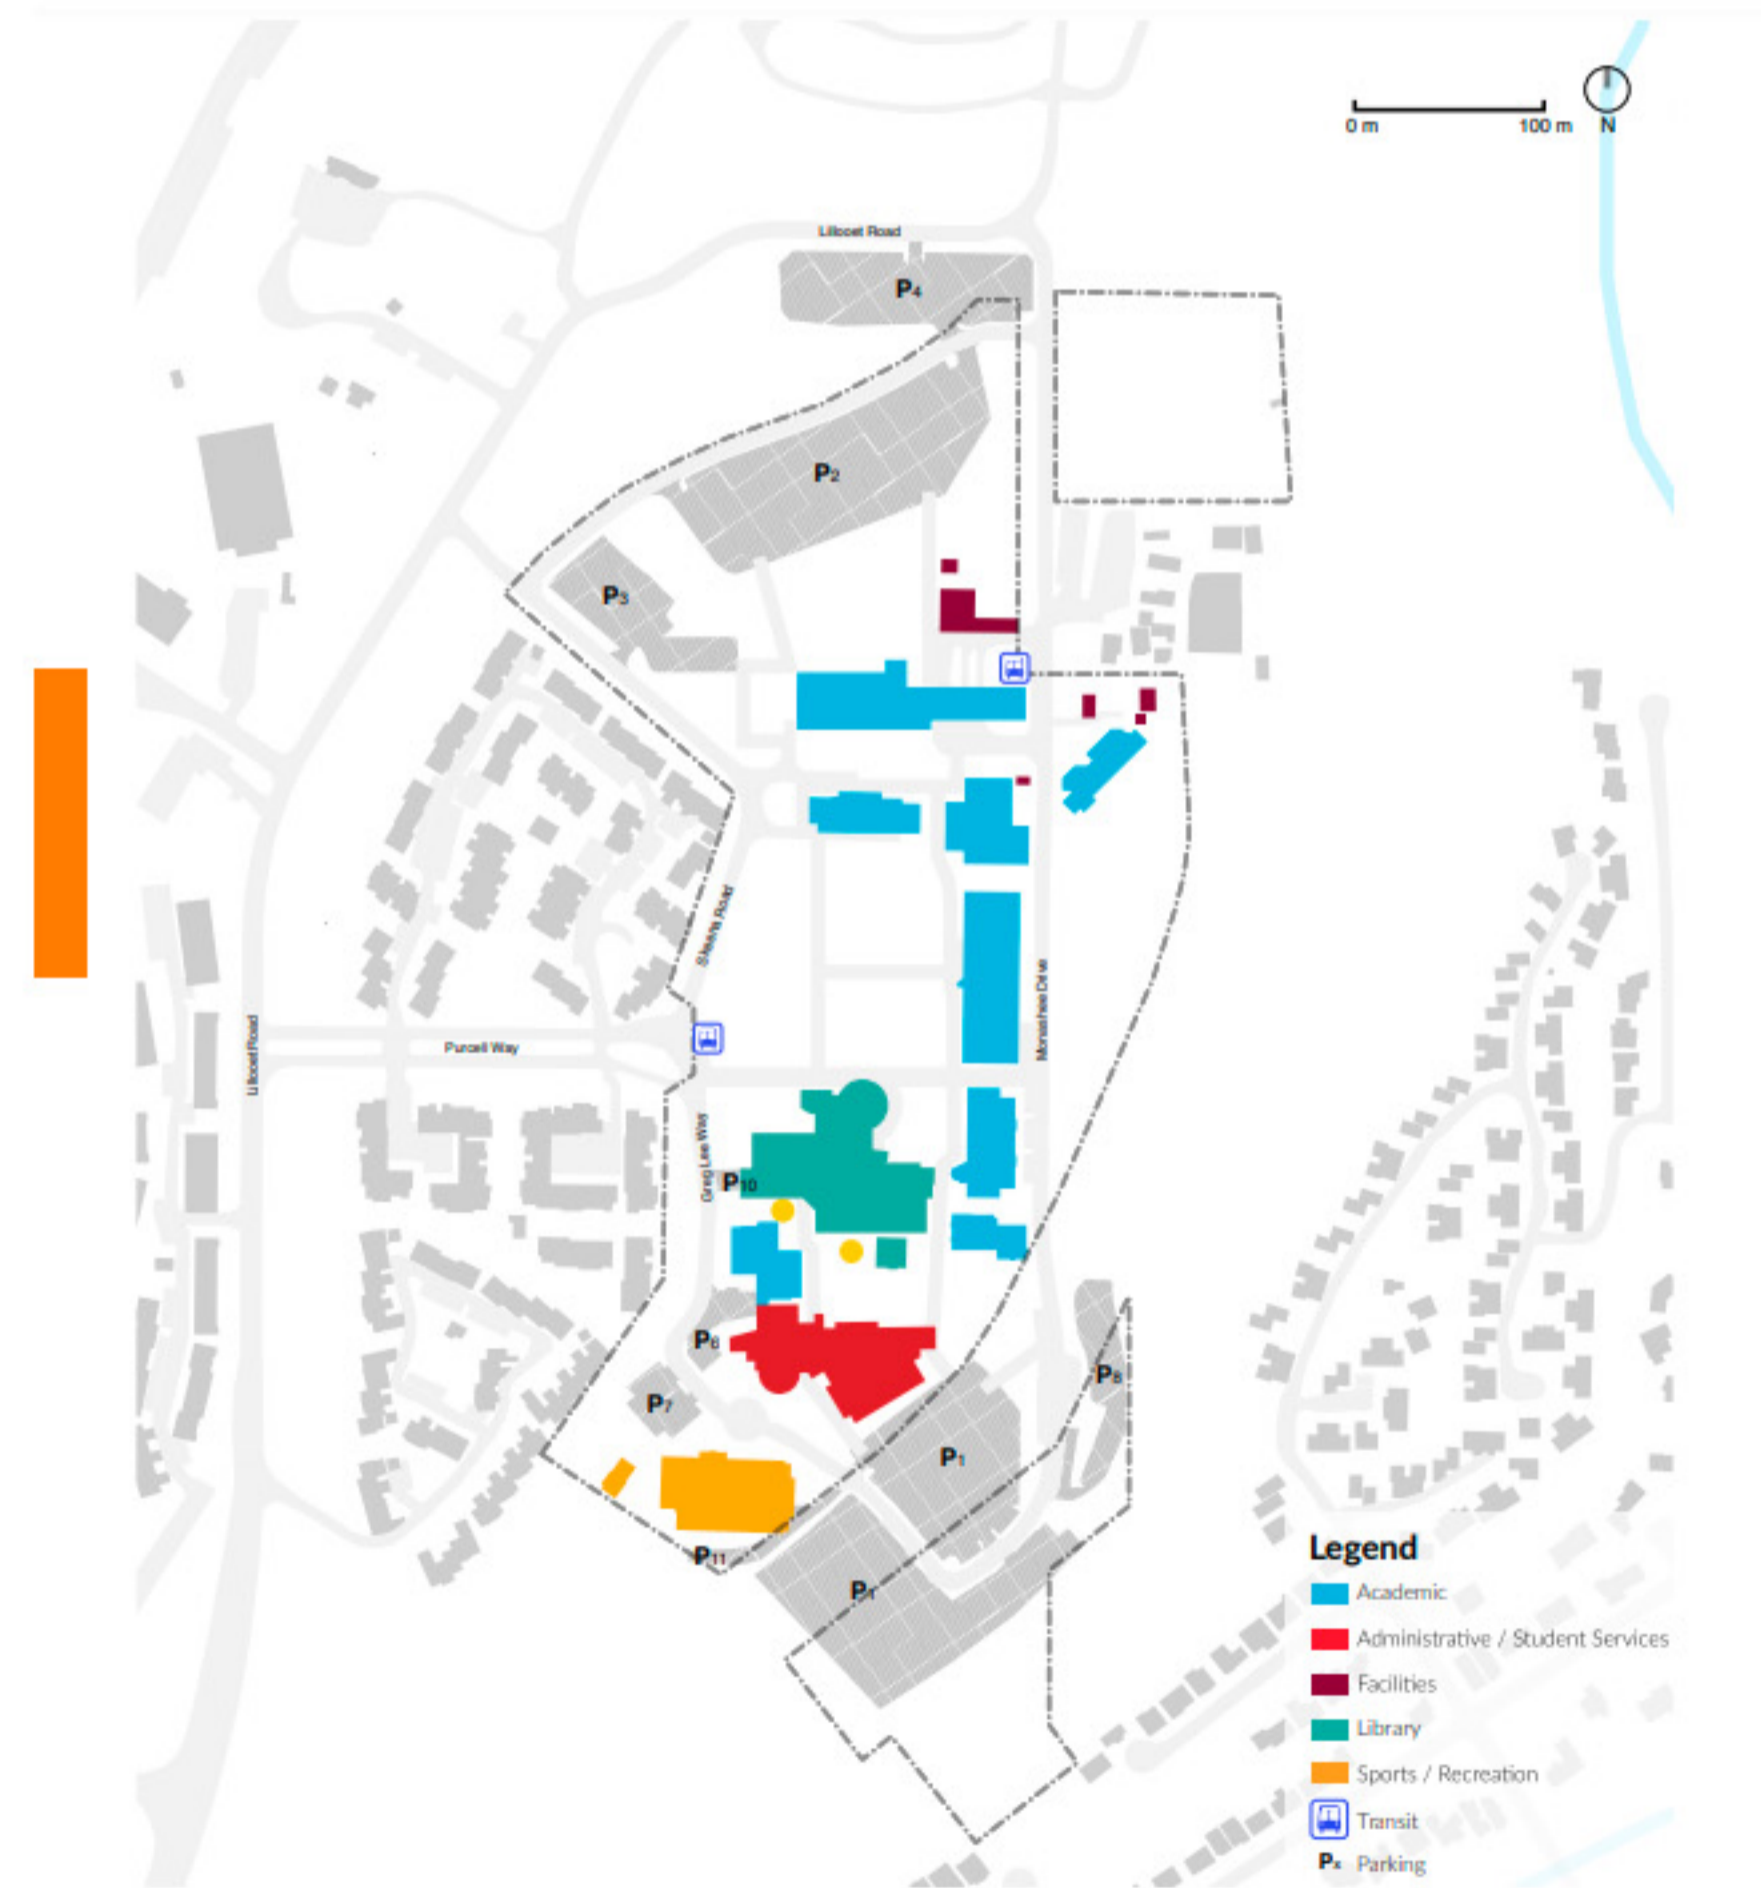 0 m 100 m N
Lillooet Road
P4
P2
P3
Skeena Road
Monashee Drive
Lillooet Road
Purcell Way
Greg Lee Way
P10
P6
P8
P7
P1
P11
P1
Legend
Academic
Administrative / Student Services
Facilities
Library
Sports / Recreation
Transit
Px Parking